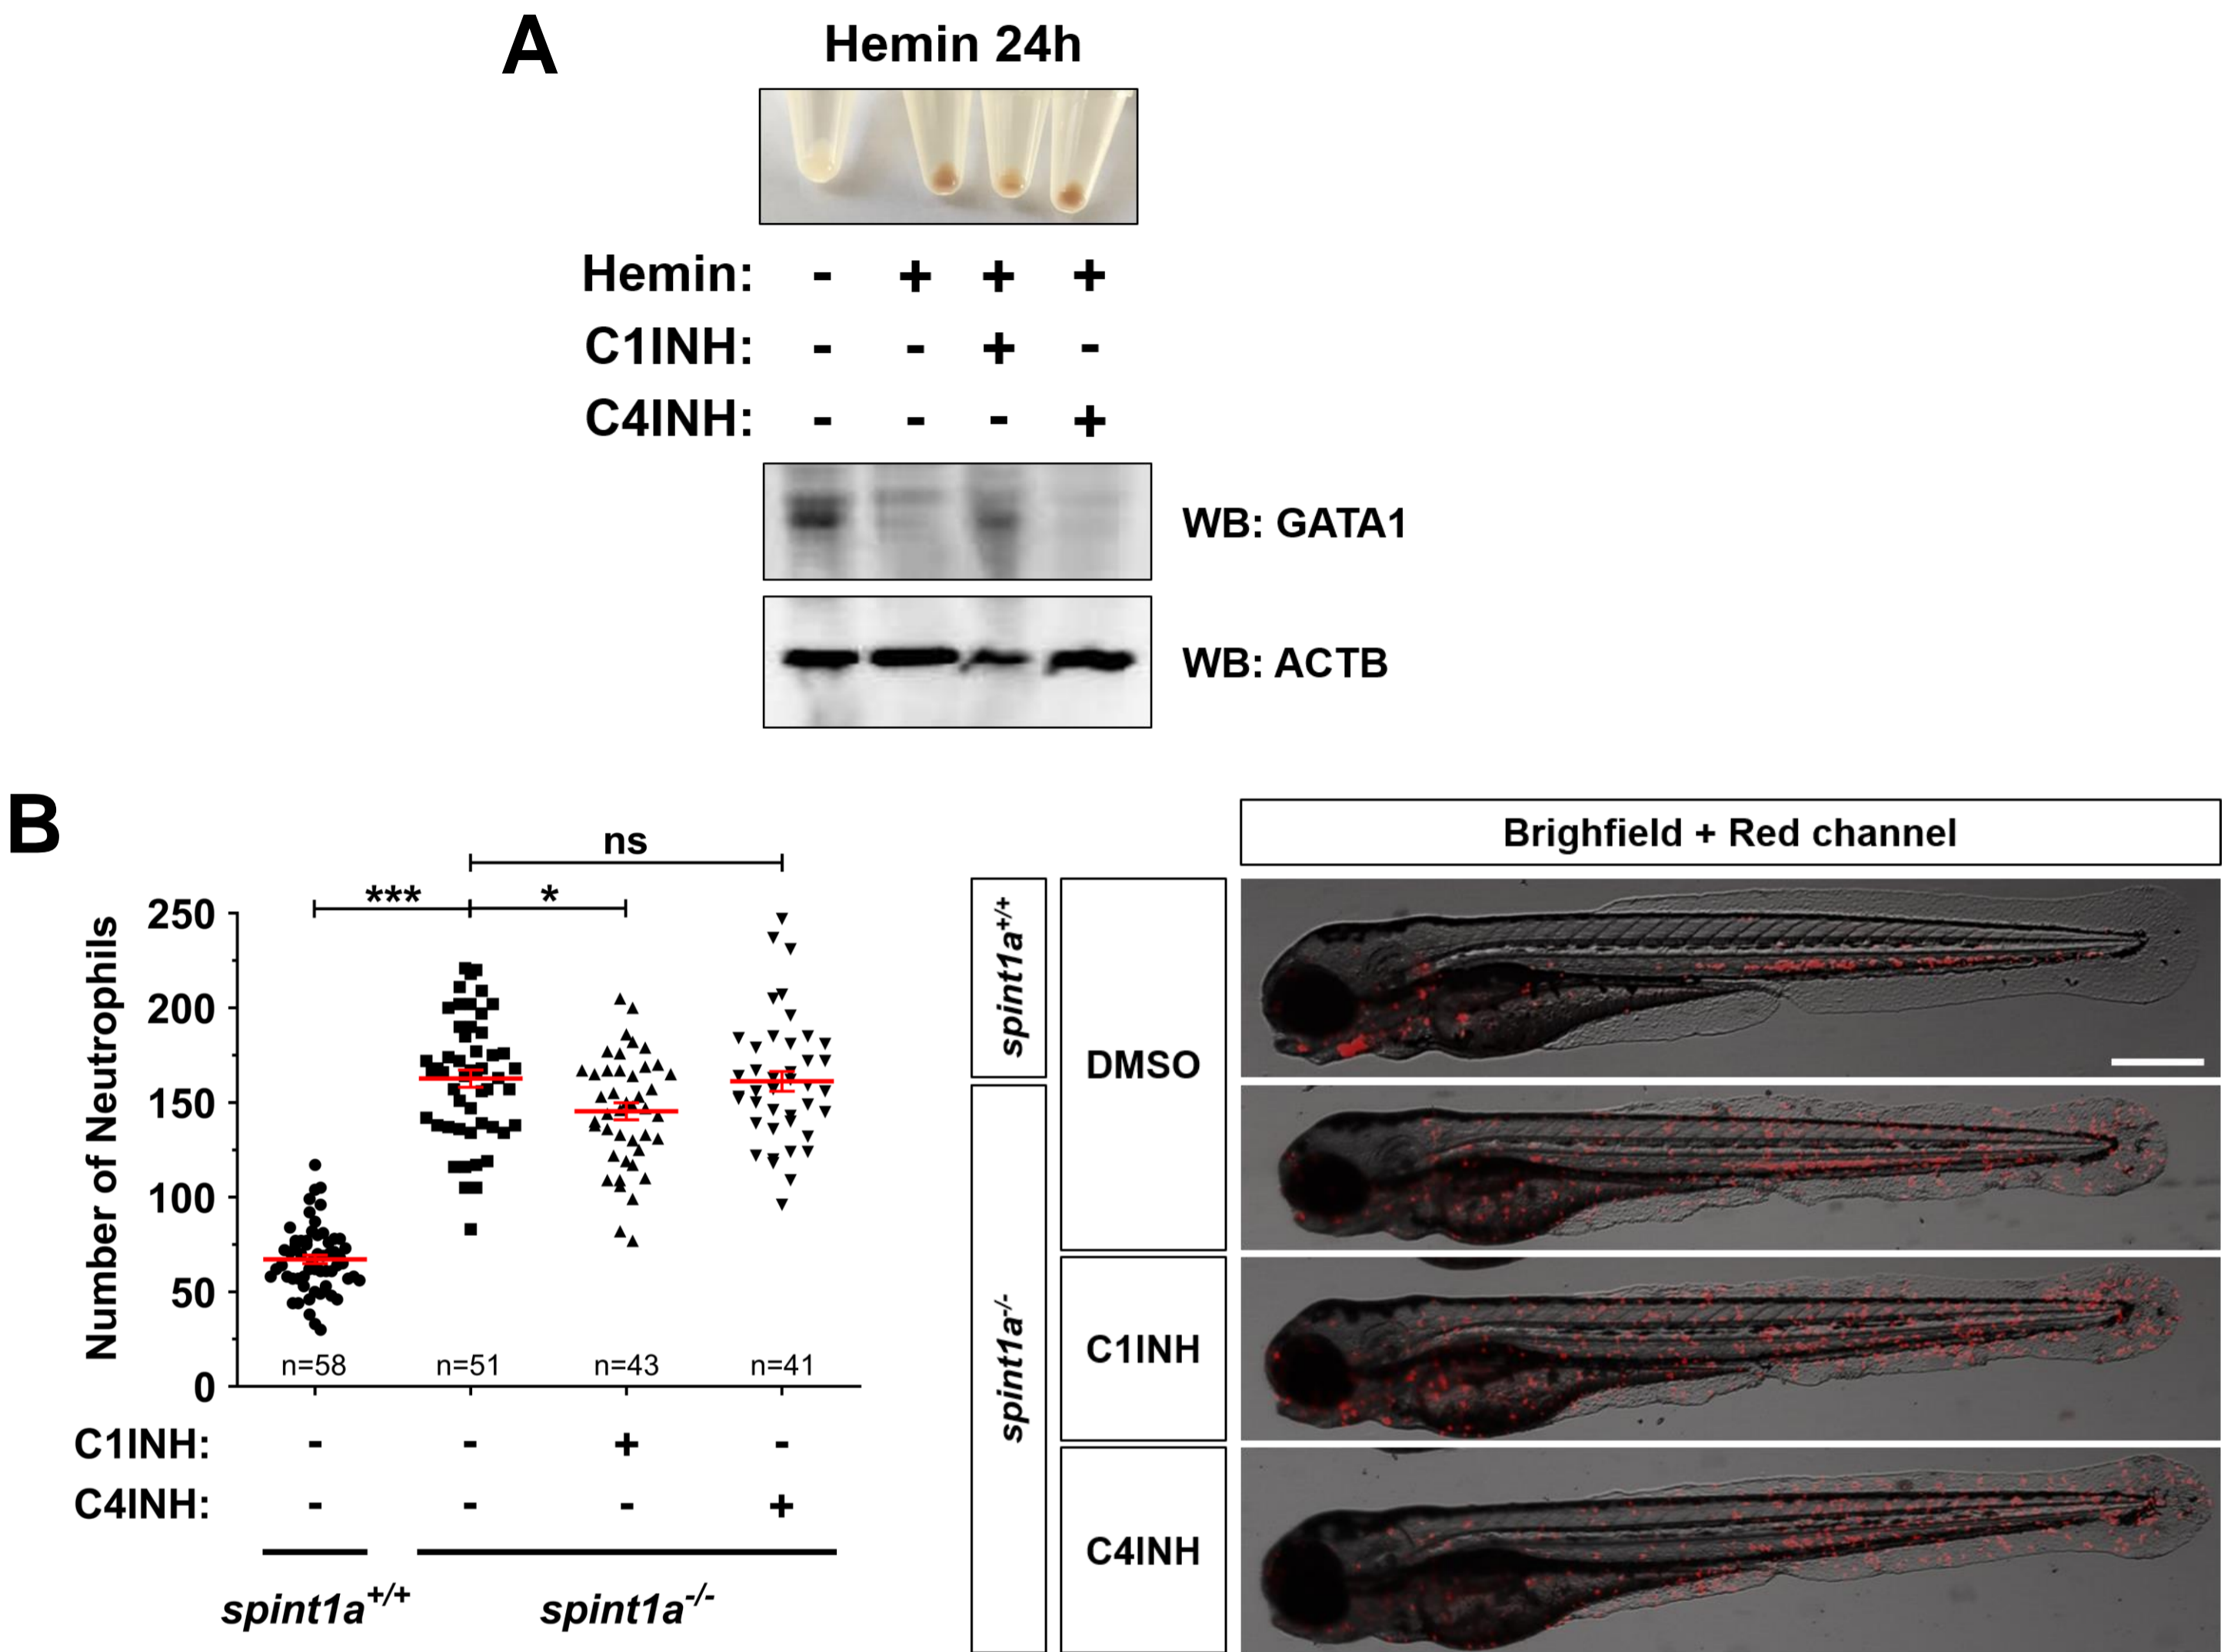 A
Hemin 24h
Hemin: - + + +
C1INH: - - + -
C4INH: - - - +
WB: GATA1
WB: ACTB
B
Number of Neutrophils
250
200
150
100
50
0
ns
*** *
n=58 n=51 n=43 n=41
C1INH: - - + -
C4INH: - - - +
spint1a+/+ spint1a-/-
Brighfield + Red channel
spint1a+/+
spint1a-/-
DMSO
C1INH
C4INH